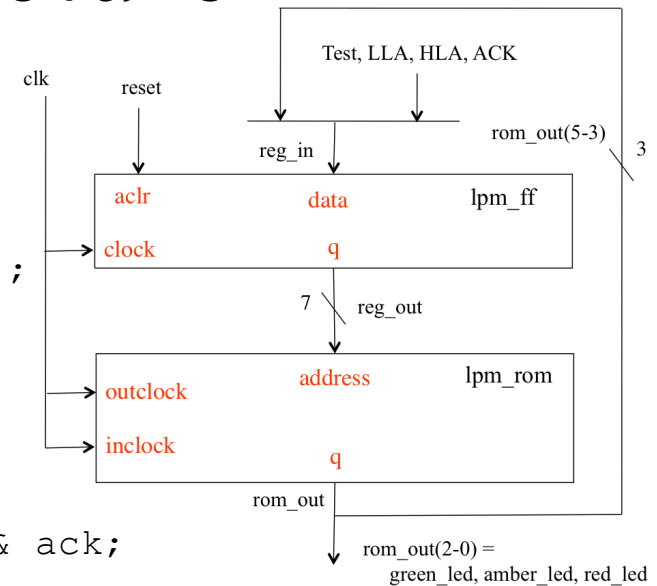 Test, LLA, HLA, ACK
clk
reset
rom_out(5-3)
3
reg_in
aclr
data
lpm_ff
clock
q
;
7
reg_out
address
lpm_rom
outclock
inclock
q
rom_out
& ack;
rom_out(2-0) =
green_led, amber_led, red_led